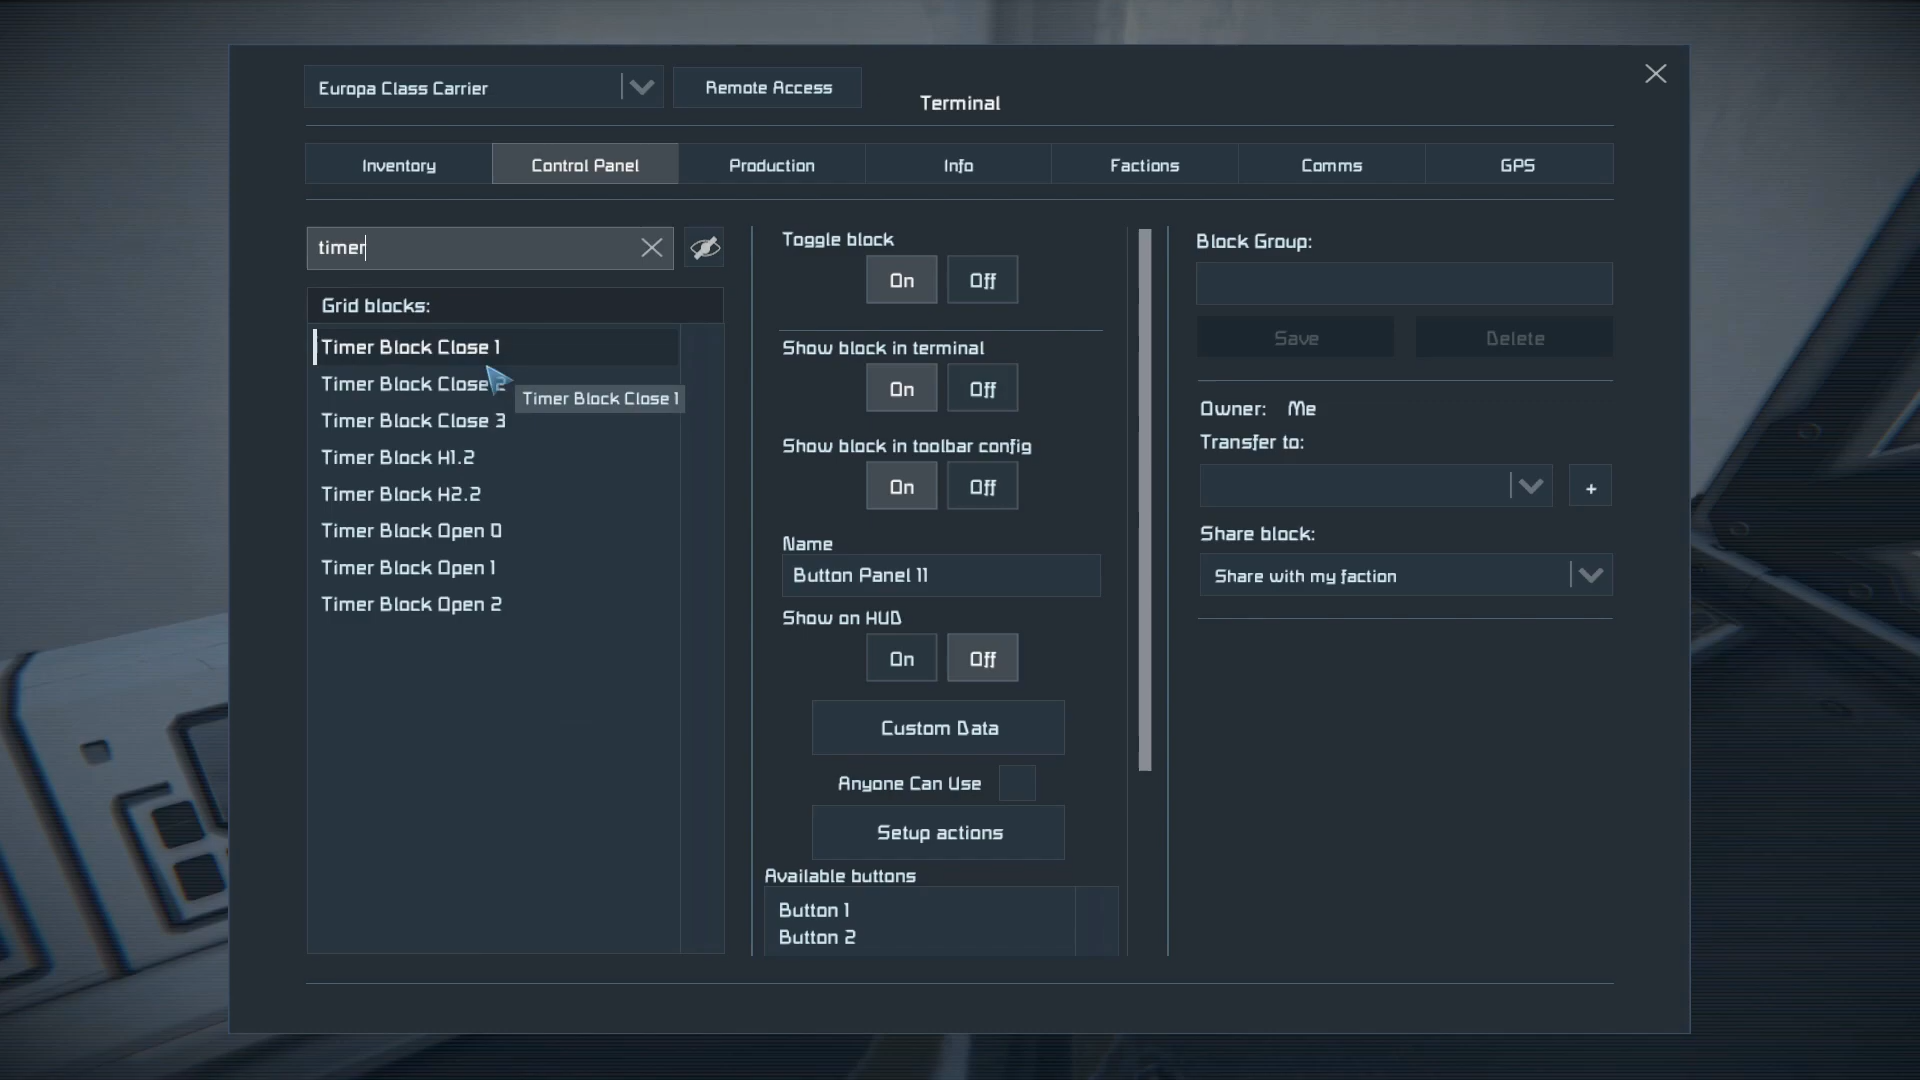 Europa Class Carrier
Remote Access
Terminal
Inventory
Control Panel
Production
Info
Factions
Comms
GPS
timer
Grid blocks:
Timer Block Close 1
Timer Block Close 2
Timer Block Close 1
Timer Block Close 3
Timer Block H1.2
Timer Block H2.2
Timer Block Open 0
Timer Block Open 1
Timer Block Open 2
Toggle block
On
Off
Show block in terminal
On
Off
Show block in toolbar config
On
Off
Name
Button Panel 11
Show on HUD
On
Off
Custom Data
Anyone Can Use
Setup actions
Available buttons
Button 1
Button 2
Block Group:
Save
Delete
Owner: Me
Transfer to:
+
Share block:
Share with my faction